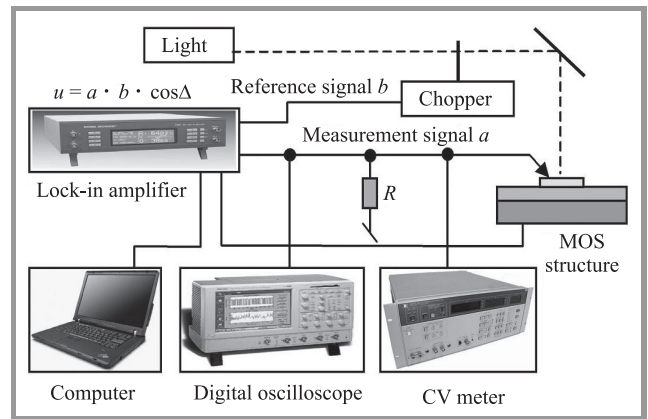 Light
u = a · b · cosΔ
Reference signal b
Chopper
Measurement signal a
Lock-in amplifier
R
MOS
structure
Computer
Digital oscilloscope
CV meter